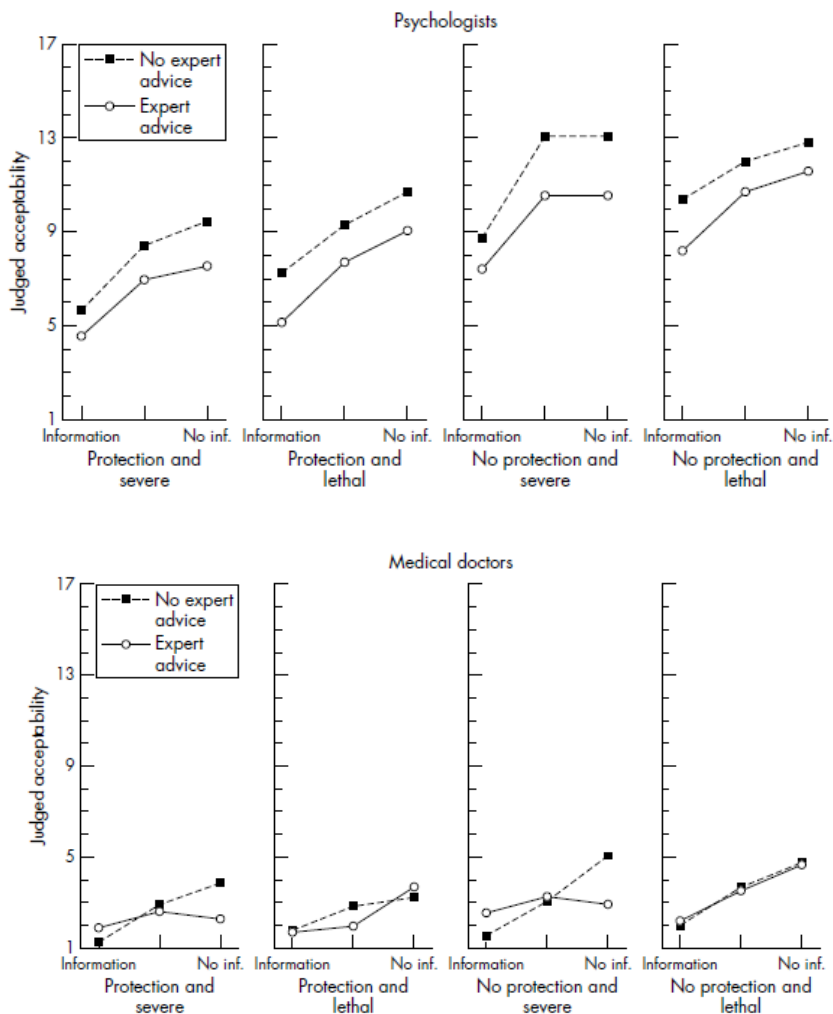 Psychologists
17
No expert
advice
Expert
advice
13
Judged acceptability
9
5
1
Information No inf. Information No inf. Information No inf. Information No inf.
Protection and Protection and No protection and No protection and
severe lethal severe lethal
Medical doctors
17
No expert
advice
Expert
advice
13
Judged acceptability
9
5
1
Information No inf. Information No inf. Information No inf. Information No inf.
Protection and Protection and No protection and No protection and
severe lethal severe lethal